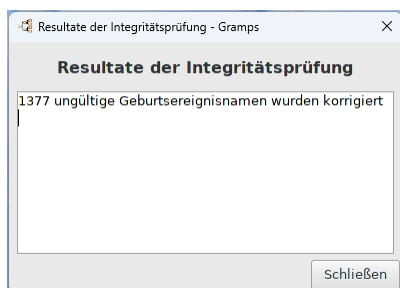 Resultate der Integritätsprüfung - Gramps
Resultate der Integritätsprüfung
1377 ungültige Geburtsereignisnamen wurden korrigiert
Schließen